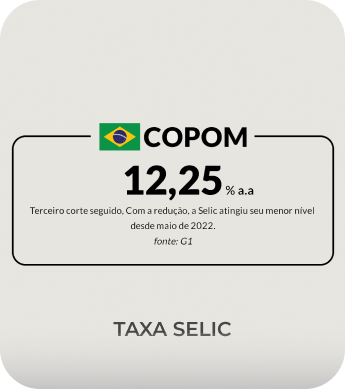 COPOM
12,25 % a.a
Terceiro corte seguido, Com a redução, a Selic atingiu seu menor nível
desde maio de 2022.
fonte: G1
TAXA SELIC